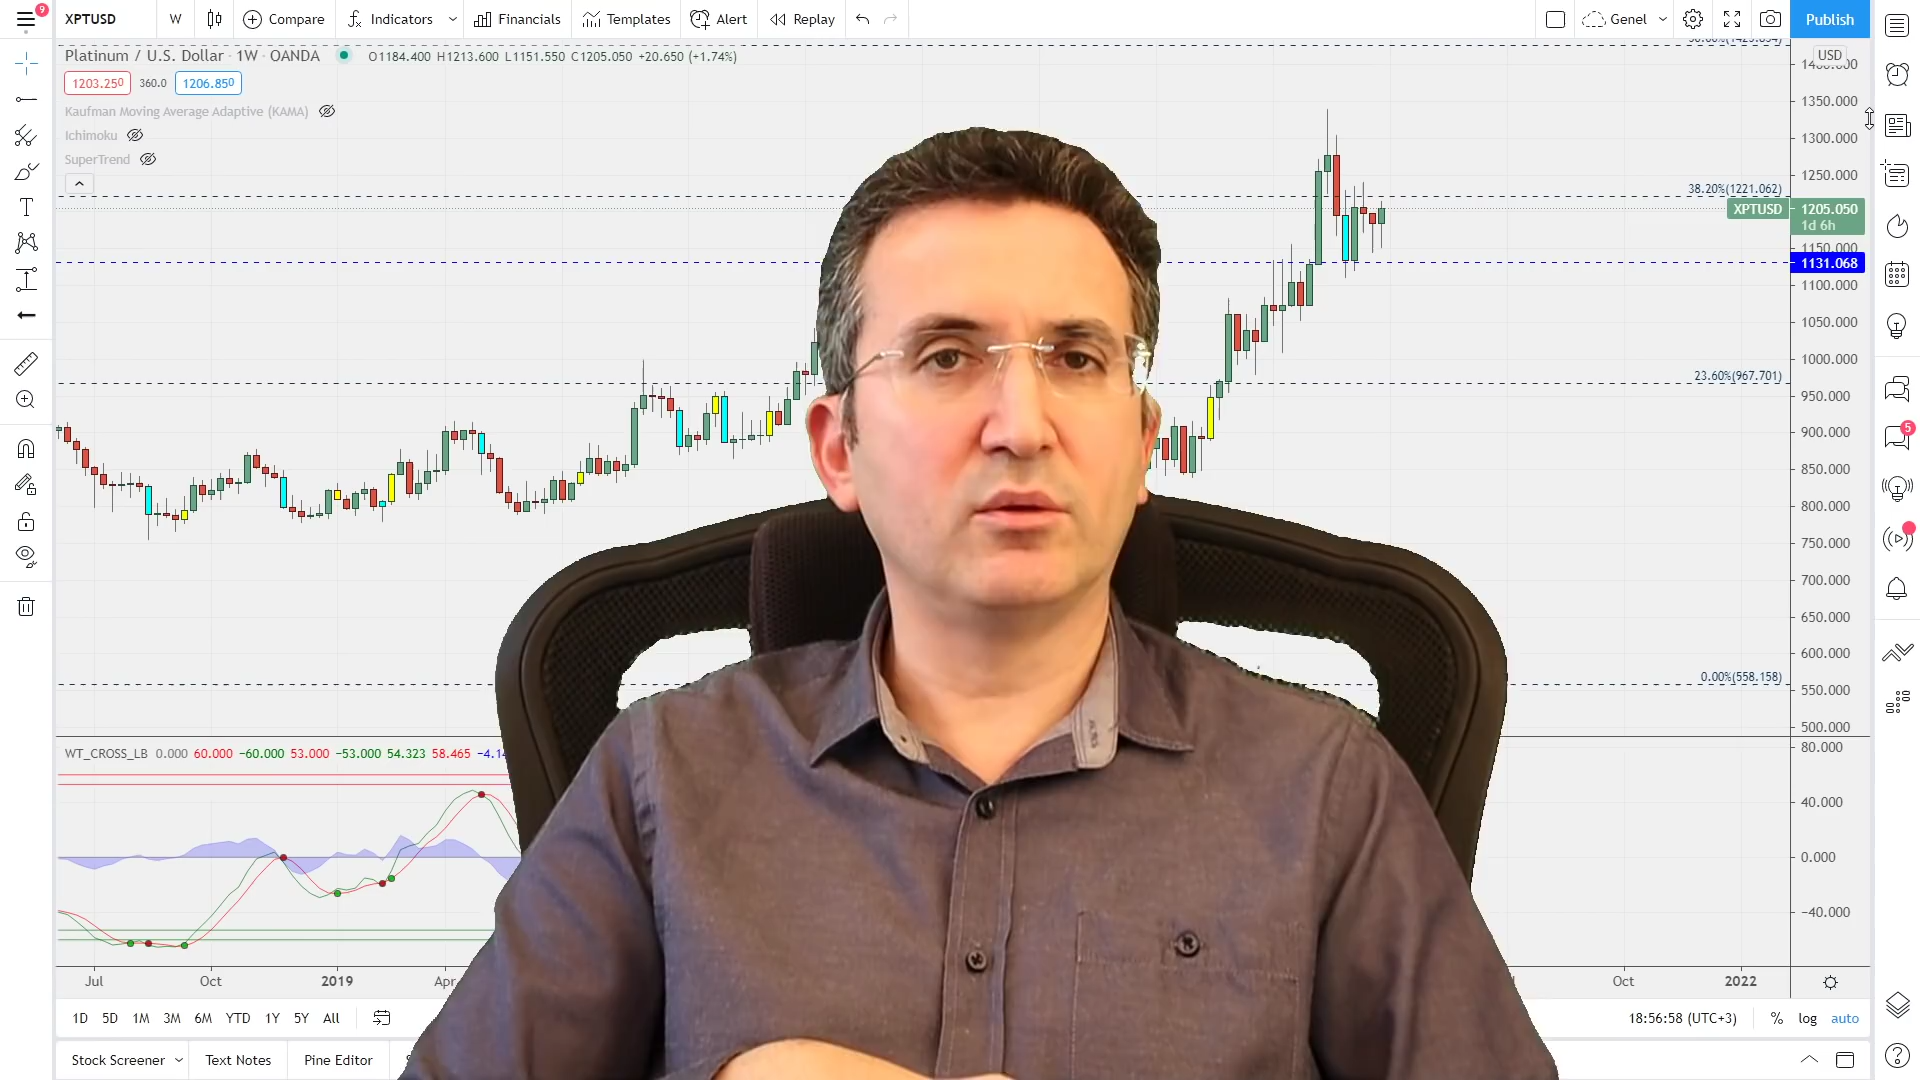 9
XPTUSD W Compare Indicators Financials Templates Alert Replay Genel Publish
Platinum / U.S. Dollar · 1W · OANDA O1184.400 H1213.600 L1151.550 C1205.050 +20.650 (+1.74%)
USD
1203.250 360.0 1206.850
Kaufman Moving Average Adaptive (KAMA)
Ichimoku
SuperTrend
1350.000
1300.000
1250.000
38.20%(1221.062)
XPTUSD 1205.050
1d 6h
1150.000
1131.068
1100.000
1050.000
1000.000
23.60%(967.701)
950.000
900.000
850.000
800.000
750.000
700.000
650.000
600.000
0.00%(558.158)
550.000
500.000
5
WT_CROSS_LB 0.000 60.000 −60.000 53.000 −53.000 54.323 58.465
80.000
40.000
0.000
−40.000
Jul Oct 2019 Apr Oct 2022
1D 5D 1M 3M 6M YTD 1Y 5Y All 18:56:58 (UTC+3) % log auto
Stock Screener Text Notes Pine Editor